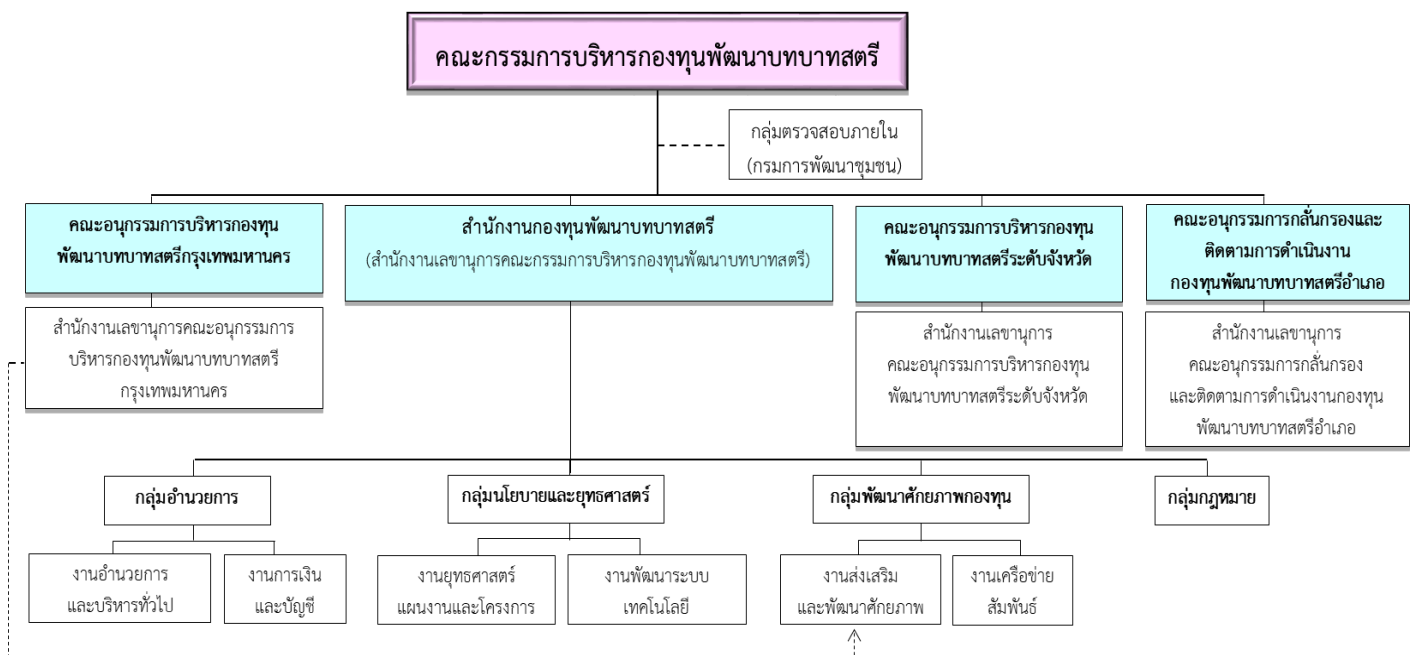 คณะกรรมการบริหารกองทุนพัฒนาบทบาทสตรี
กลุ่มตรวจสอบภายใน
(กรมการพัฒนาชุมชน)
คณะอนุกรรมการบริหารกองทุน
พัฒนาบทบาทสตรีกรุงเทพมหานคร
สำนักงานกองทุนพัฒนาบทบาทสตรี
(สำนักงานเลขานุการคณะกรรมการบริหารกองทุนพัฒนาบทบาทสตรี)
คณะอนุกรรมการบริหารกองทุน
พัฒนาบทบาทสตรีระดับจังหวัด
คณะอนุกรรมการกลั่นกรองและ
ติดตามการดำเนินงาน
กองทุนพัฒนาบทบาทสตรีอำเภอ
สำนักงานเลขานุการคณะอนุกรรมการ
บริหารกองทุนพัฒนาบทบาทสตรี
กรุงเทพมหานคร
สำนักงานเลขานุการ
คณะอนุกรรมการบริหารกองทุน
พัฒนาบทบาทสตรีระดับจังหวัด
สำนักงานเลขานุการ
คณะอนุกรรมการกลั่นกรอง
และติดตามการดำเนินงานกองทุน
พัฒนาบทบาทสตรีอำเภอ
กลุ่มอำนวยการ
กลุ่มนโยบายและยุทธศาสตร์
กลุ่มพัฒนาศักยภาพกองทุน
กลุ่มกฎหมาย
งานอำนวยการ
และบริหารทั่วไป
งานการเงิน
และบัญชี
งานยุทธศาสตร์
แผนงานและโครงการ
งานพัฒนาระบบ
เทคโนโลยี
งานส่งเสริม
และพัฒนาศักยภาพ
งานเครือข่าย
สัมพันธ์